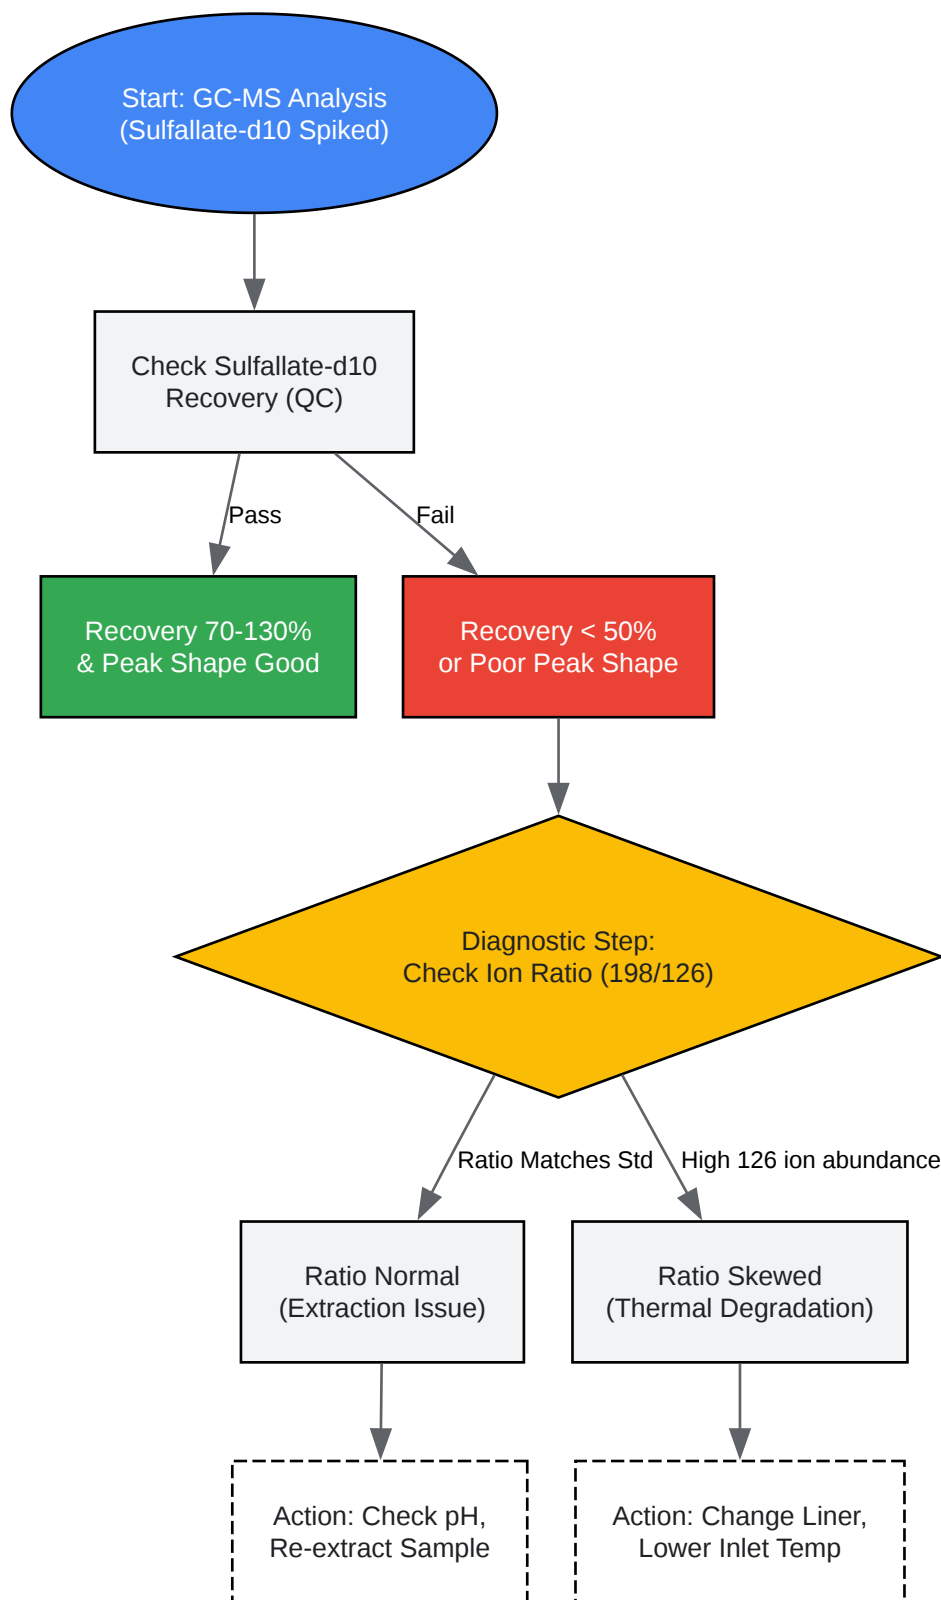 Start: GC-MS Analysis
(Sulfallate-d10 Spiked)
Check Sulfallate-d10
Recovery (QC)
Pass
Fail
Recovery 70-130%
& Peak Shape Good
Recovery < 50%
or Poor Peak Shape
Diagnostic Step:
Check Ion Ratio (198/126)
Ratio Matches Std
High 126 ion abundance
Ratio Normal
(Extraction Issue)
Ratio Skewed
(Thermal Degradation)
Action: Check pH,
Re-extract Sample
Action: Change Liner,
Lower Inlet Temp